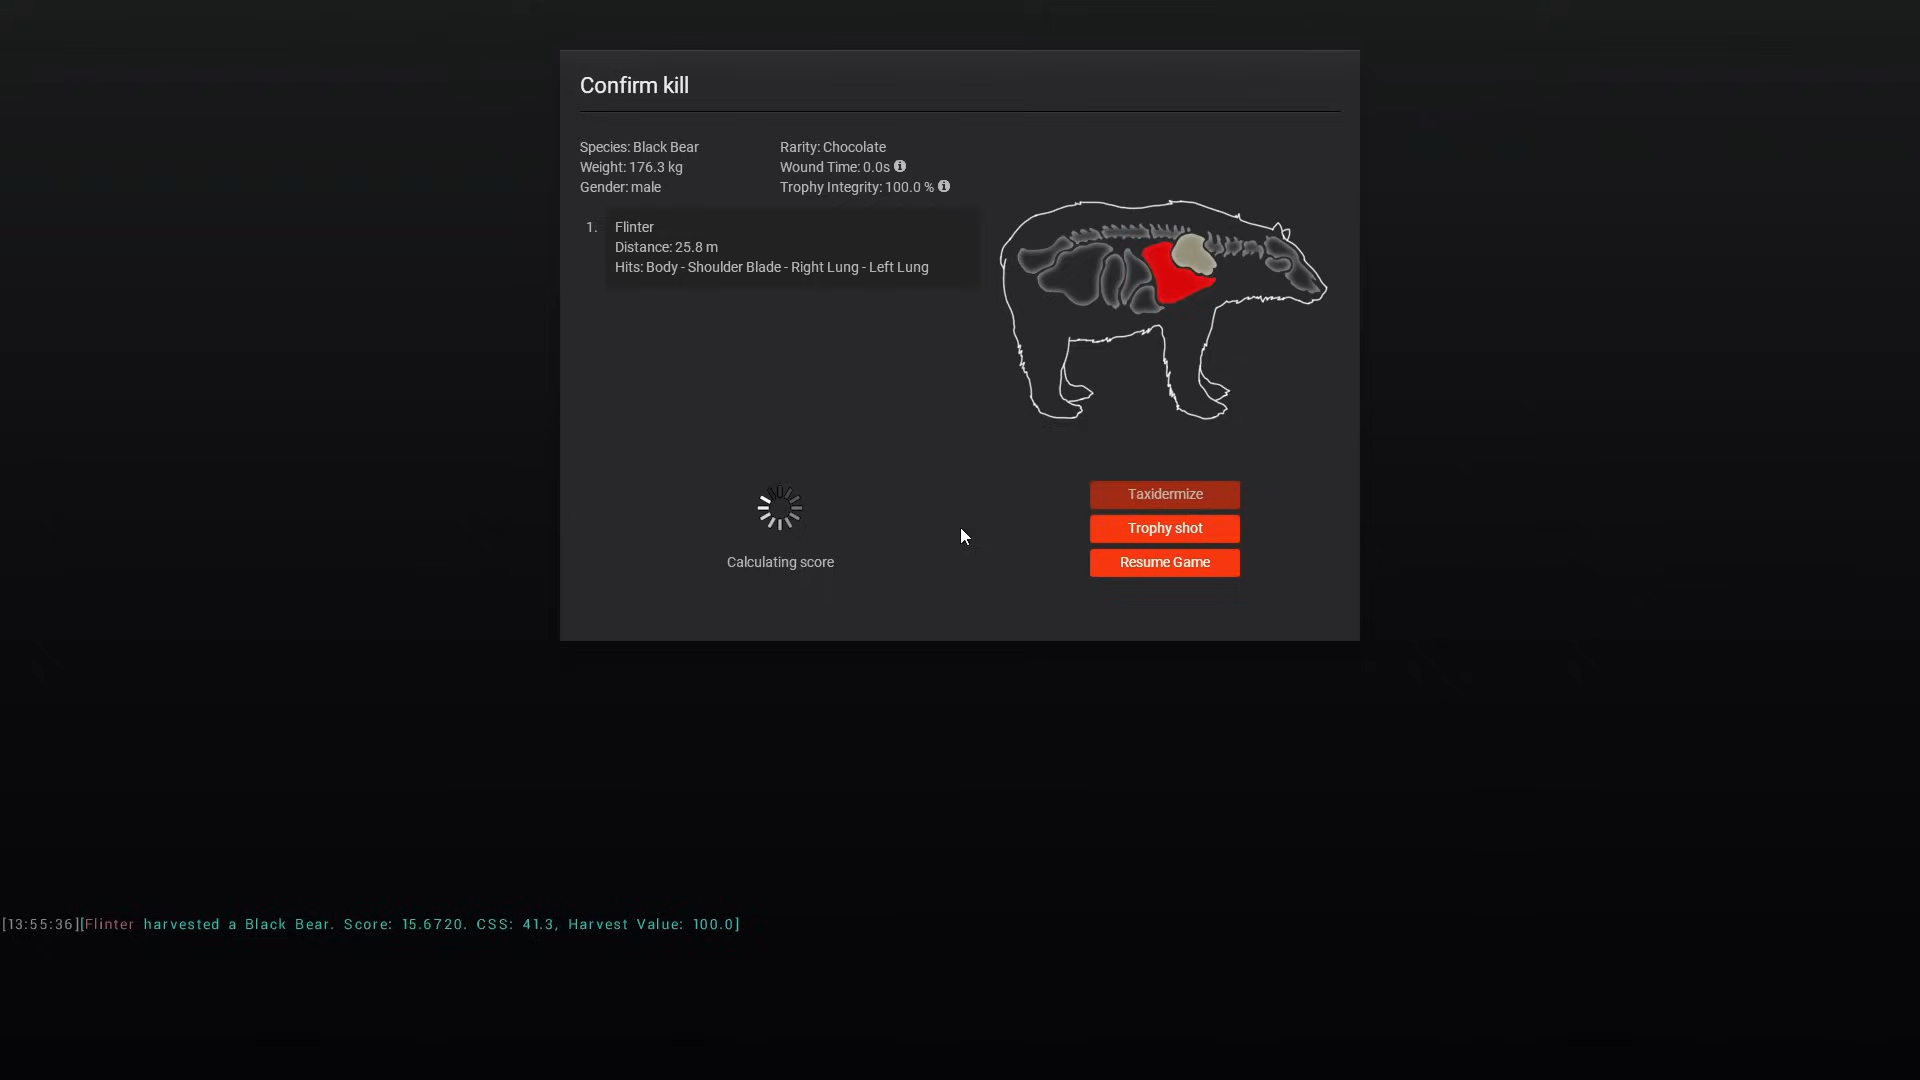 Confirm kill
Species: Black Bear
Weight: 176.3 kg
Gender: male
Rarity: Chocolate
Wound Time: 0.0s
Trophy Integrity: 100.0 %
1. Flinter
Distance: 25.8 m
Hits: Body - Shoulder Blade - Right Lung - Left Lung
Calculating score
Taxidermize
Trophy shot
Resume Game
[13:55:36][Flinter harvested a Black Bear. Score: 15.6720. CSS: 41.3, Harvest Value: 100.0]